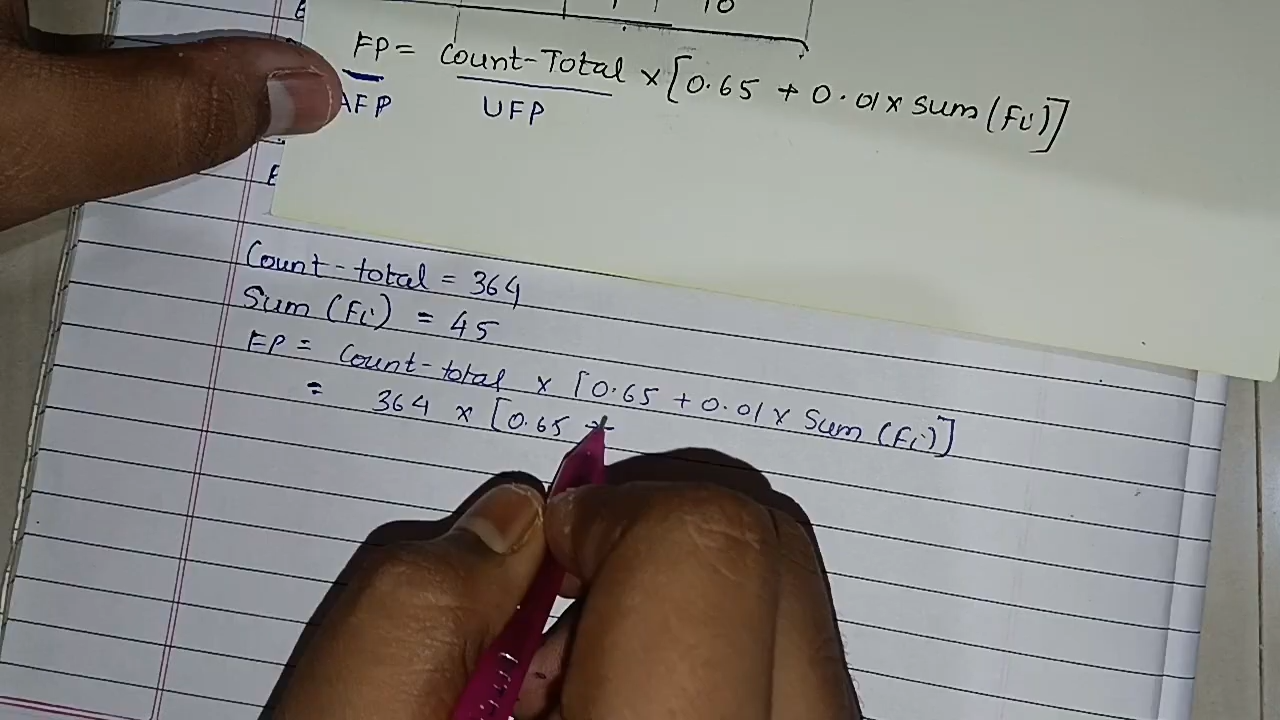 10
FP = Count-Total × [0.65 + 0.01 × Sum (Fi)]
AFP UFP
Count-total = 364
Sum (Fi) = 45
FP = Count-total × [0.65 + 0.01 × Sum (Fi)]
= 364 × [0.65 +